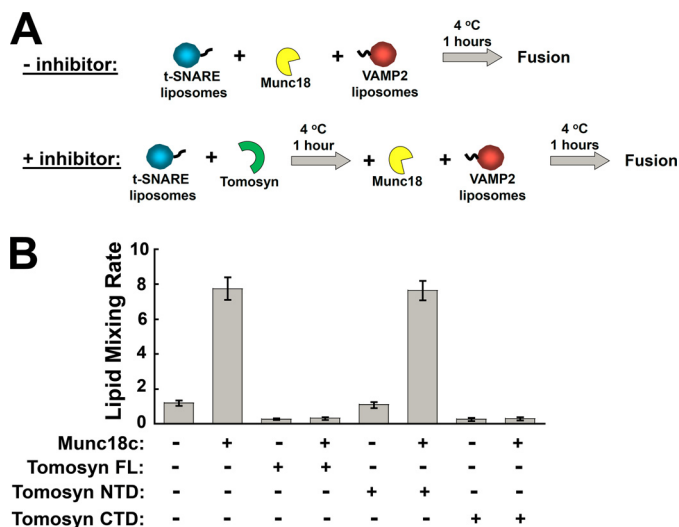 A
- inhibitor:
t-SNARE
liposomes
+
Munc18
+
VAMP2
liposomes
4 °C
1 hours
Fusion
+ inhibitor:
t-SNARE
liposomes
+
Tomosyn
4 °C
1 hour
+
Munc18
+
VAMP2
liposomes
4 °C
1 hours
Fusion
B
Lipid Mixing Rate
10
8
6
4
2
0
Munc18c: - + - + - + - +
Tomosyn FL: - - + + - - - -
Tomosyn NTD: - - - - + + - -
Tomosyn CTD: - - - - - - + +